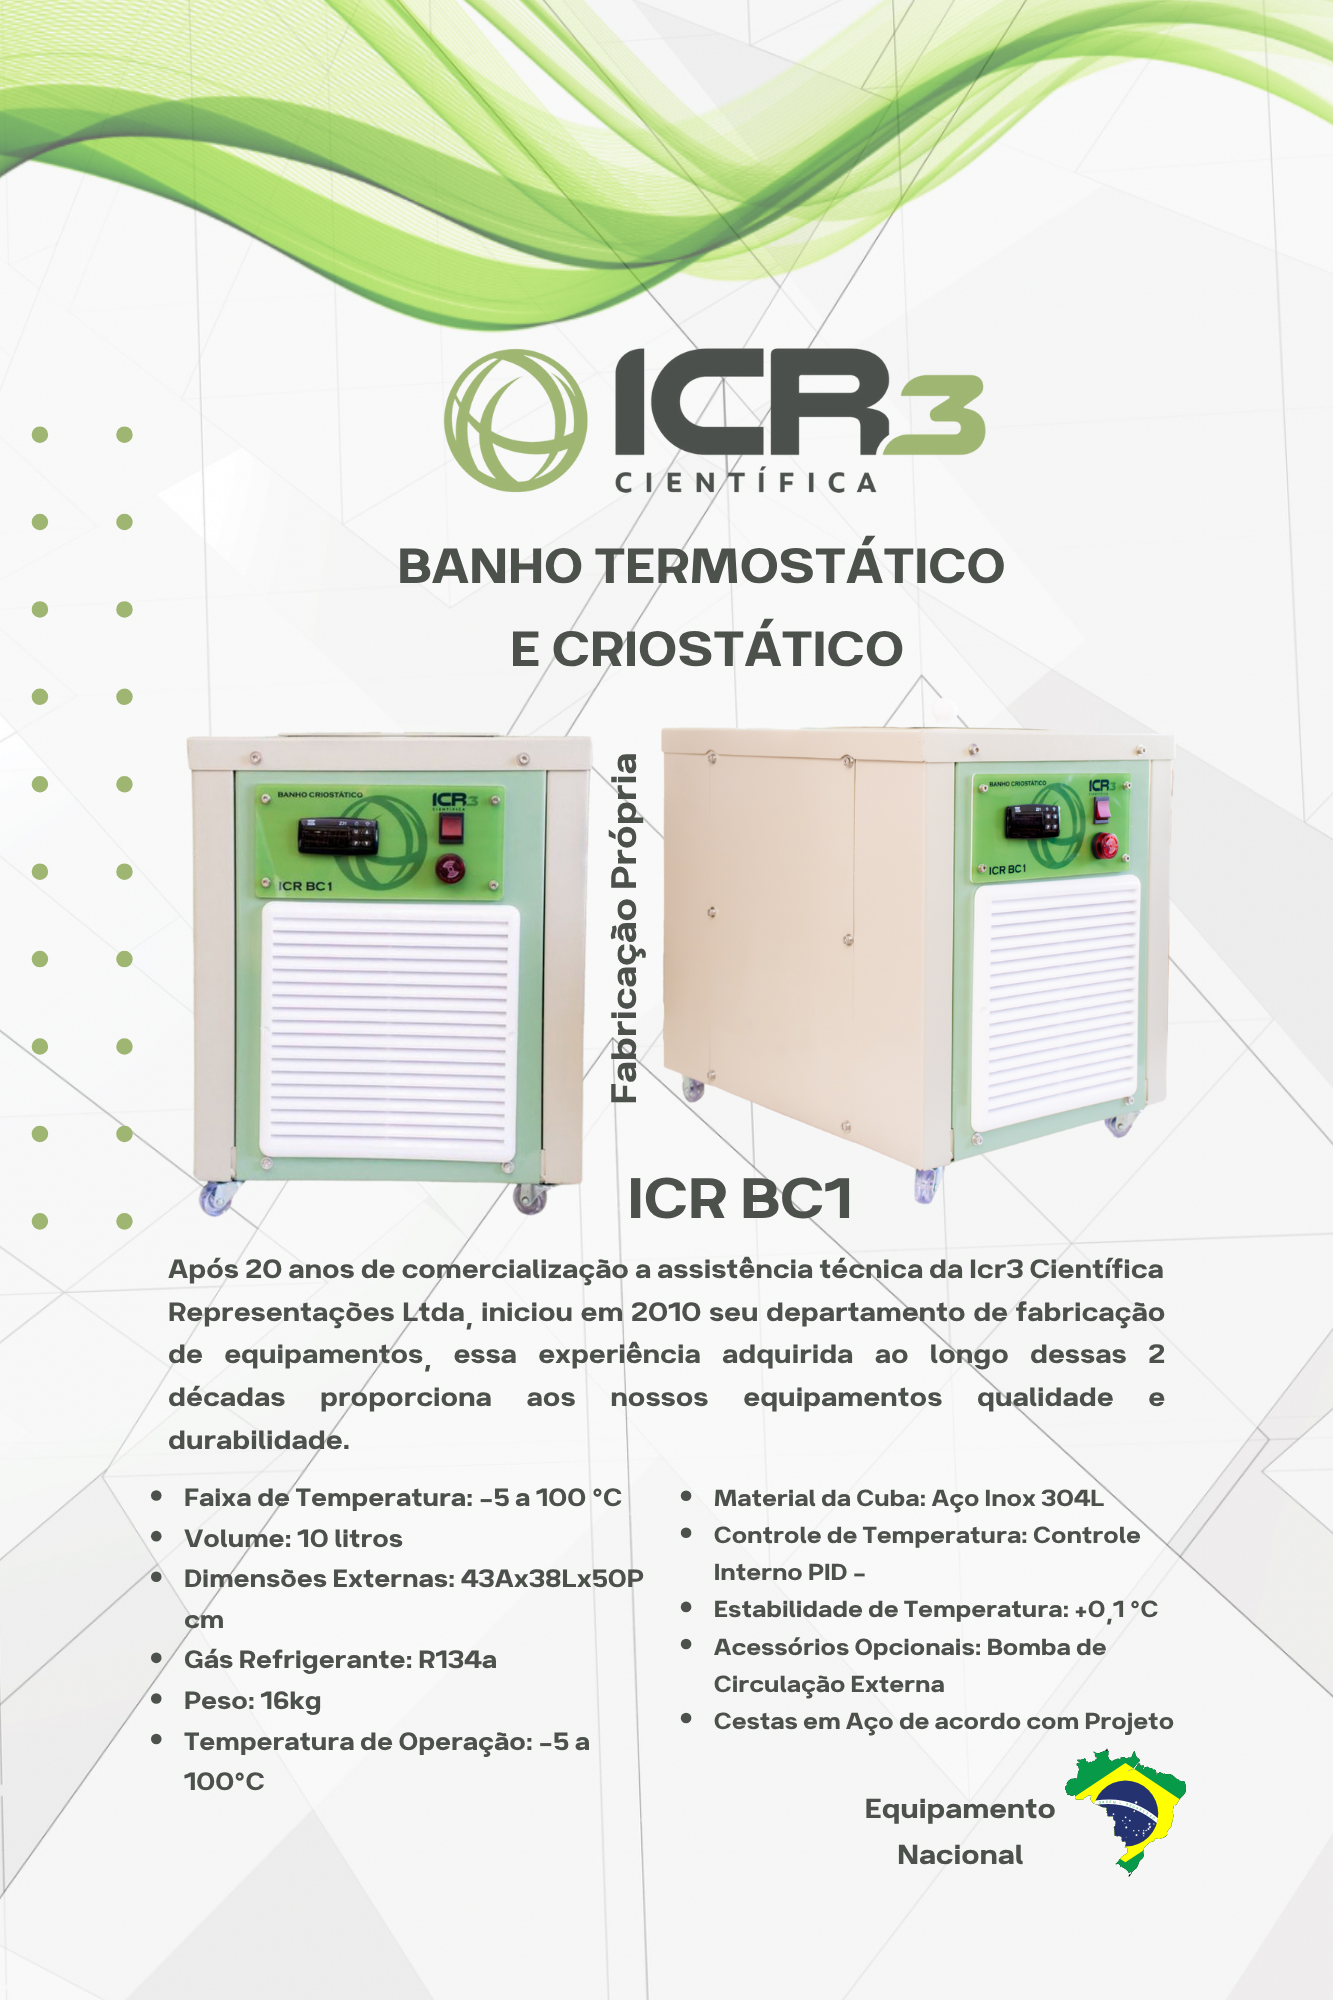 ICR3
CIENTÍFICA
BANHO TERMOSTÁTICO
E CRIOSTÁTICO
BANHO CRIOSTÁTICO
ICR3
CIENTÍFICA
ICR BC1
Fabricação Própria
BANHO CRIOSTÁTICO
ICR3
ICR BC1
ICR BC1
Após 20 anos de comercialização a assistência técnica da Icr3 Científica
Representações Ltda, iniciou em 2010 seu departamento de fabricação
de equipamentos, essa experiência adquirida ao longo dessas 2
décadas proporciona aos nossos equipamentos qualidade e
durabilidade.
• Faixa de Temperatura: -5 a 100 °C
• Volume: 10 litros
• Dimensões Externas: 43Ax38Lx50P
cm
• Gás Refrigerante: R134a
• Peso: 16kg
• Temperatura de Operação: -5 a
100°C
• Material da Cuba: Aço Inox 304L
• Controle de Temperatura: Controle
Interno PID -
• Estabilidade de Temperatura: +0,1 °C
• Acessórios Opcionais: Bomba de
Circulação Externa
• Cestas em Aço de acordo com Projeto
Equipamento
Nacional